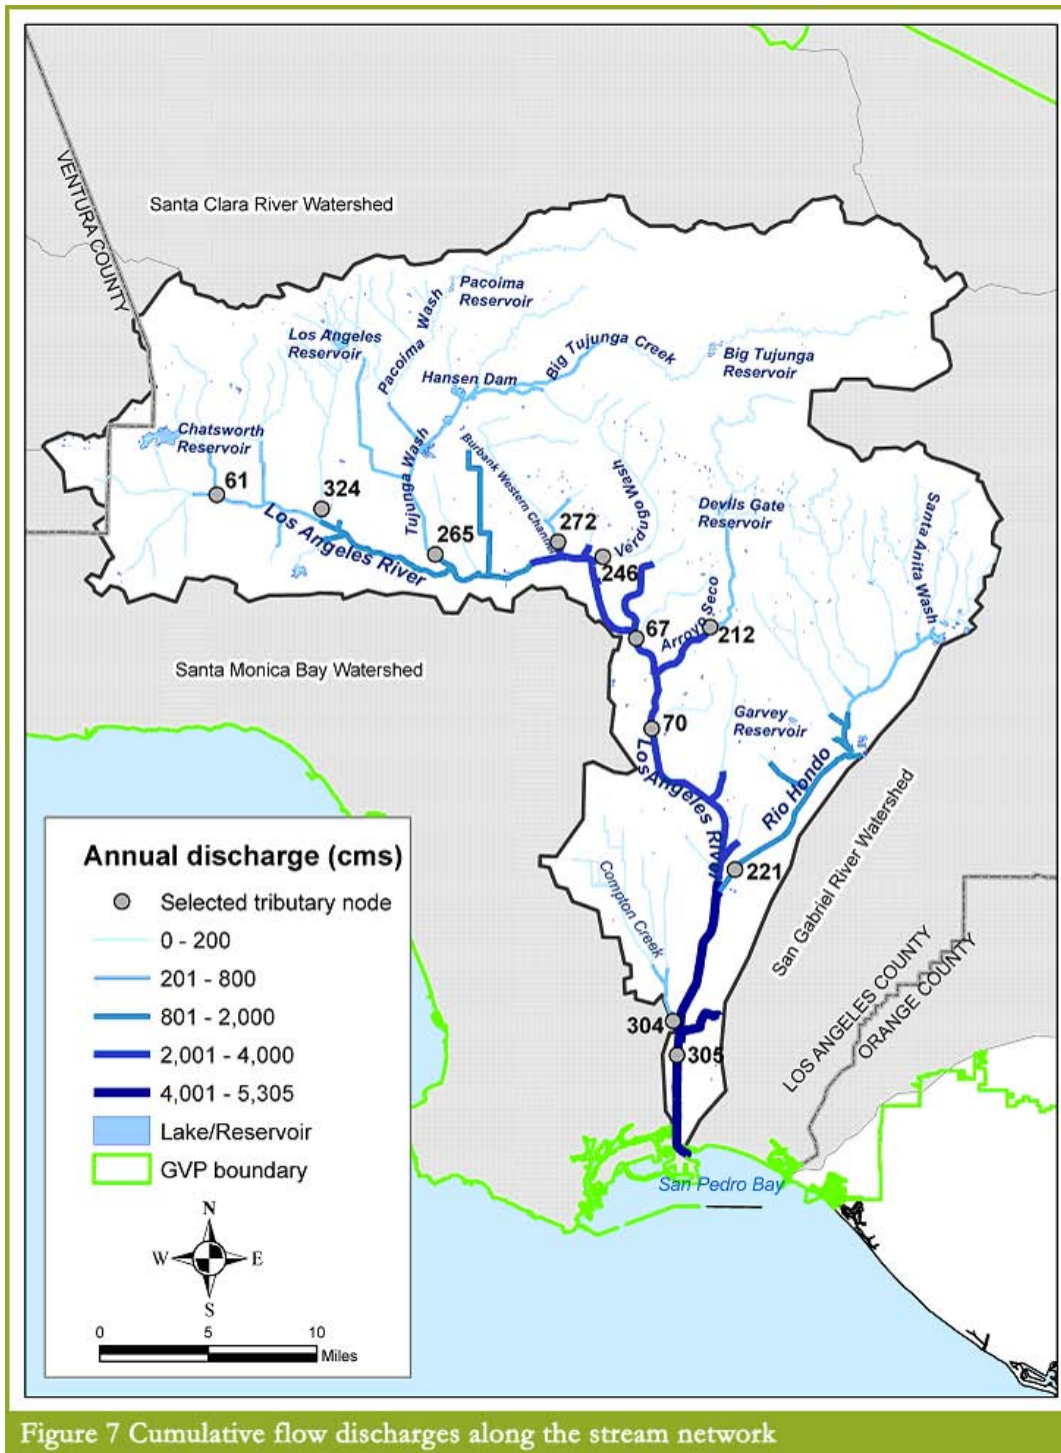 VENTURA COUNTY
Santa Clara River Watershed
Pacoima
Reservoir
Pacoima Wash
Los Angeles
Reservoir
Big Tujunga Creek
Big Tujunga
Reservoir
Hansen Dam
Chatsworth
Reservoir
Tujunga Wash
Burbank Western Channel
Verdugo Wash
Devils Gate
Reservoir
Santa Anita Wash
61
324
Los Angeles River
265
272
246
67
Arroyo Seco
212
Santa Monica Bay Watershed
70
Garvey
Reservoir
Los Angeles River
Rio Hondo
221
San Gabriel River Watershed
Compton Creek
304
305
LOS ANGELES COUNTY
ORANGE COUNTY
San Pedro Bay
Annual discharge (cms)
Selected tributary node
0 - 200
201 - 800
801 - 2,000
2,001 - 4,000
4,001 - 5,305
Lake/Reservoir
GVP boundary
N
W E
S
0 5 10
Miles
Figure 7 Cumulative flow discharges along the stream network